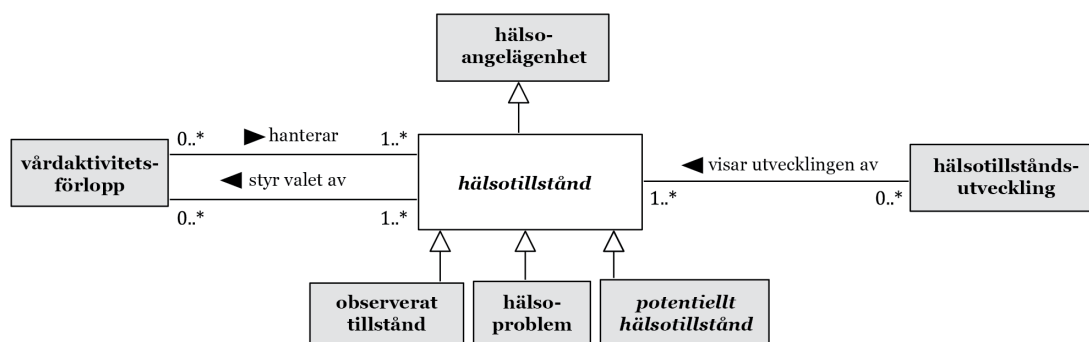 hälso-
angelägenhet
0..* ▶ hanterar 1..*
vårdaktivitets-
förlopp
◀ styr valet av
0..* 1..*
hälsotillstånd
◀ visar utvecklingen av
1..* 0..*
hälsotillstånds-
utveckling
observerat
tillstånd
hälso-
problem
potentiellt
hälsotillstånd